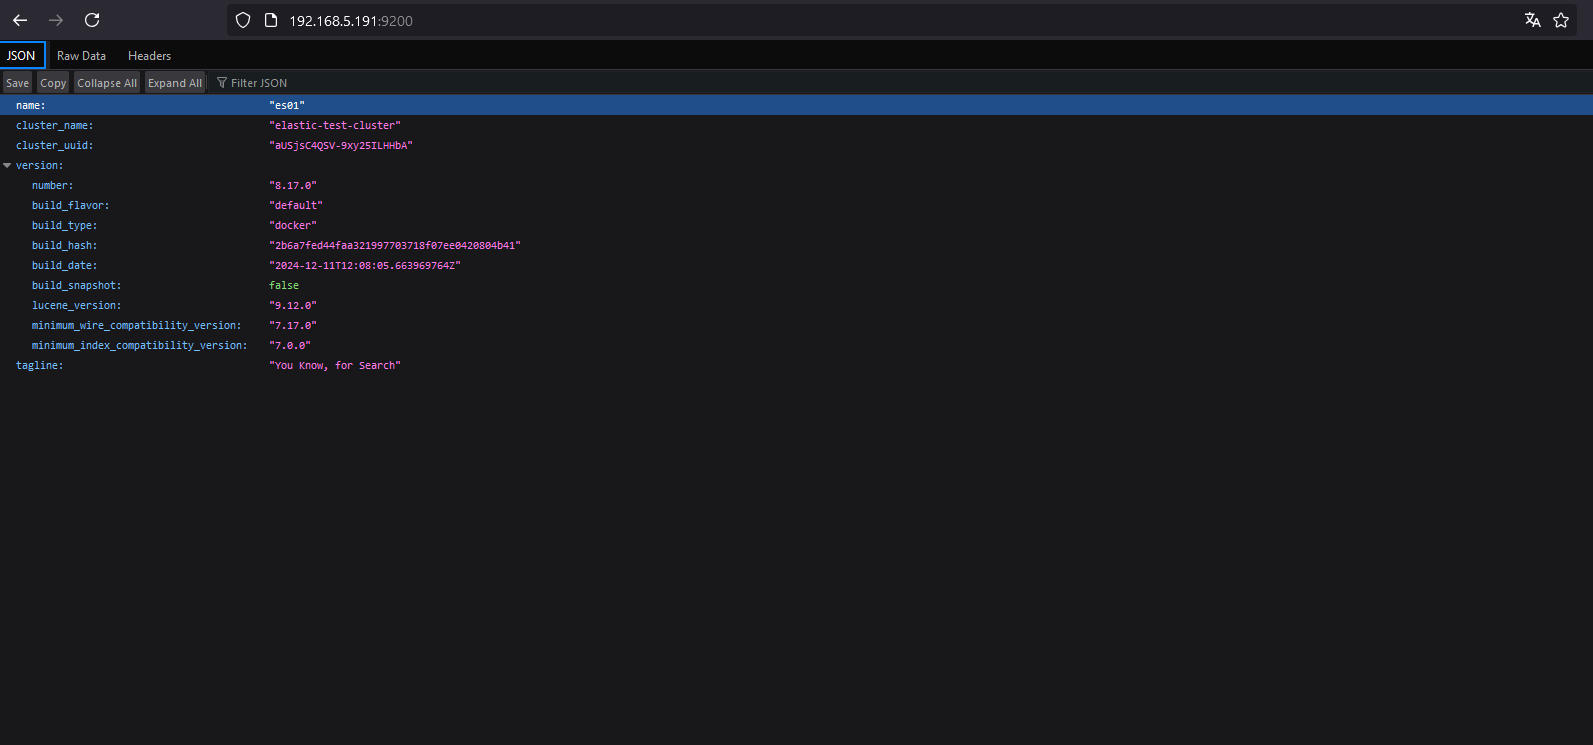 192.168.5.191:9200
JSON Raw Data Headers
Save Copy Collapse All Expand All Filter JSON
name: "es01"
cluster_name: "elastic-test-cluster"
cluster_uuid: "aUSjsC4QSV-9xy25ILHHbA"
version:
number: "8.17.0"
build_flavor: "default"
build_type: "docker"
build_hash: "2b6a7fed44faa321997703718f07ee0420804b41"
build_date: "2024-12-11T12:08:05.663969764Z"
build_snapshot: false
lucene_version: "9.12.0"
minimum_wire_compatibility_version: "7.17.0"
minimum_index_compatibility_version: "7.0.0"
tagline: "You Know, for Search"